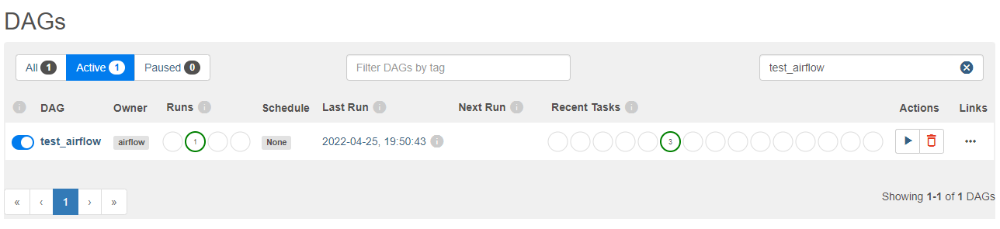 DAGs
All 1 Active 1 Paused 0 Filter DAGs by tag test_airflow
DAG Owner Runs Schedule Last Run Next Run Recent Tasks Actions Links
test_airflow airflow 1 None 2022-04-25, 19:50:43 3
« ‹ 1 › » Showing 1-1 of 1 DAGs